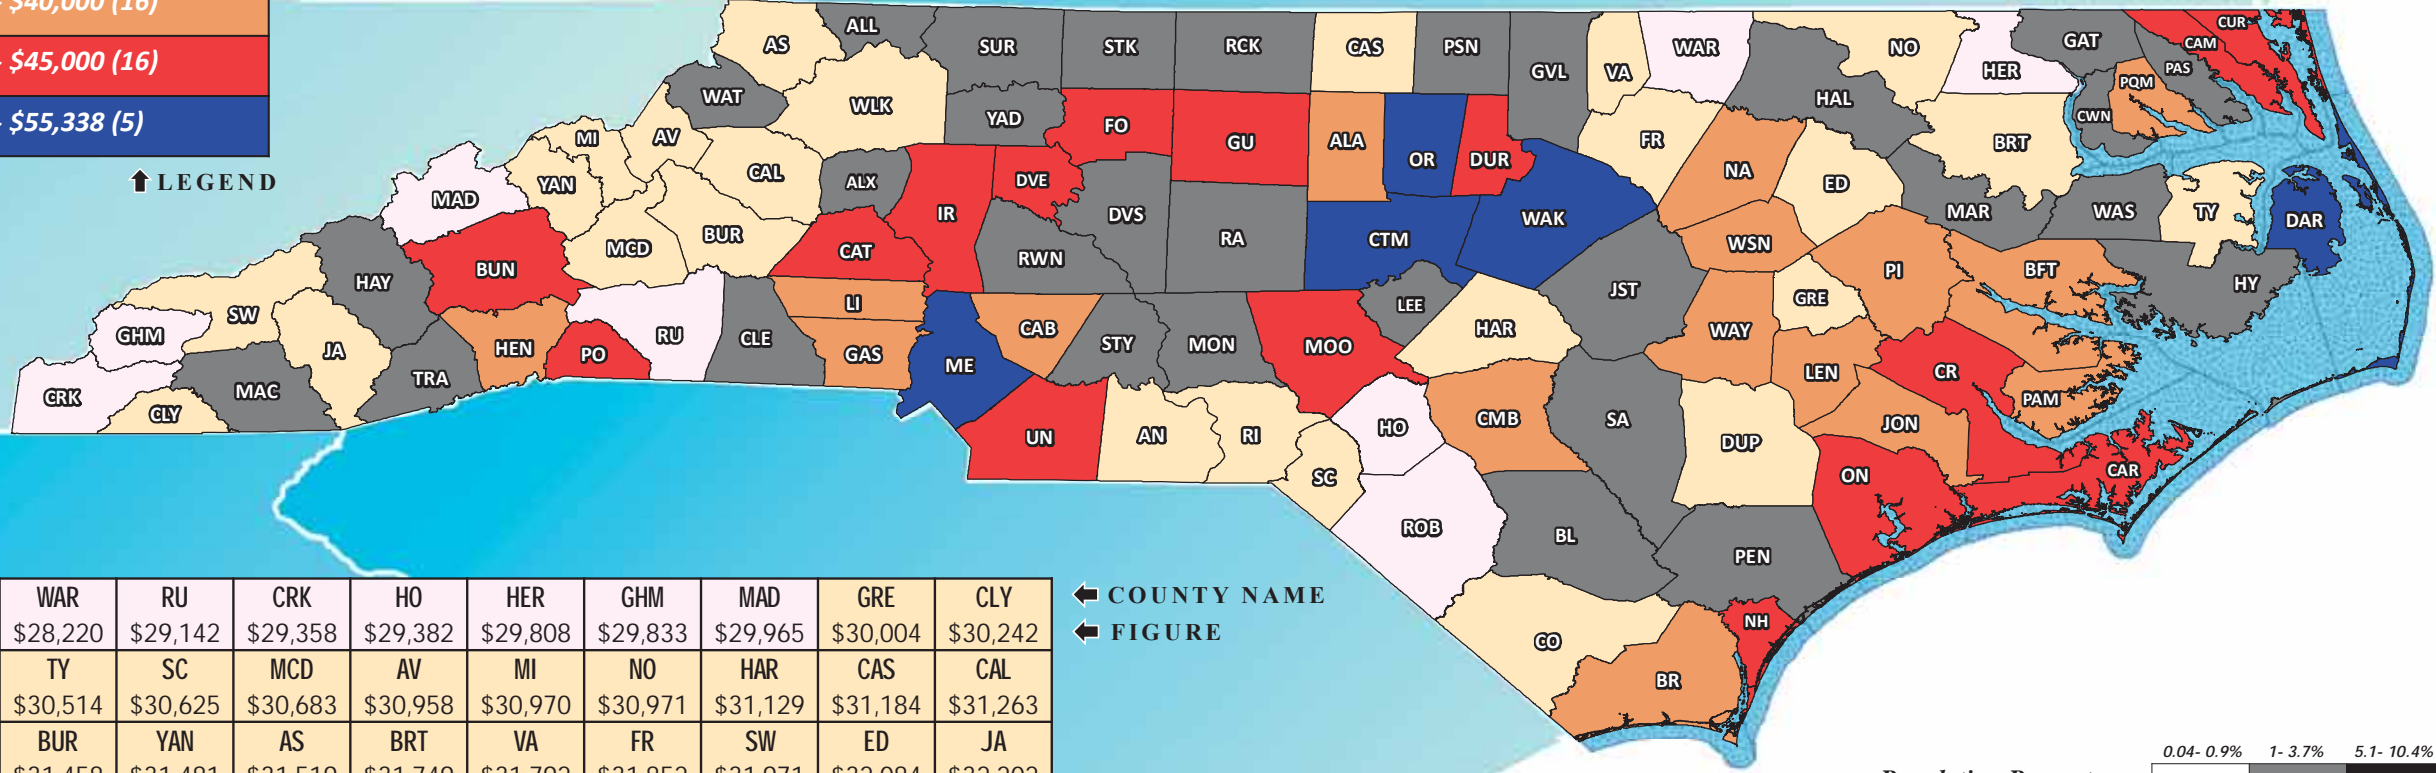 $40,000 (16)
- $45,000 (16)
- $55,338 (5)
LEGEND
AS
ALL
SUR
STK
RCK
CAS
PSN
GVL
VA
WAR
NO
HER
GAT
CAM
CUR
PAS
PQM
CWN
WAT
WLK
YAD
FO
GU
ALA
OR
DUR
FR
HAL
BRT
MI
AV
CAL
ALX
IR
DVE
DVS
RA
CTM
WAK
NA
ED
MAR
WAS
TY
DAR
MAD
YAN
MCD
BUR
CAT
RWN
WSN
HAY
BUN
PI
BFT
HY
SW
GHM
JA
HEN
PO
RU
CLE
LI
GAS
ME
CAB
STY
MON
MOO
LEE
HAR
JST
WAY
GRE
LEN
CR
PAM
CRK
CLY
MAC
TRA
UN
AN
RI
SC
HO
CMB
SA
DUP
JON
ON
CAR
ROB
BL
PEN
CO
BR
NH
WAR RU CRK HO HER GHM MAD GRE CLY
$28,220 $29,142 $29,358 $29,382 $29,808 $29,833 $29,965 $30,004 $30,242
TY SC MCD AV MI NO HAR CAS CAL
$30,514 $30,625 $30,683 $30,958 $30,970 $30,971 $31,129 $31,184 $31,263
BUR YAN AS BRT VA FR SW ED JA
COUNTY NAME
FIGURE
0.04- 0.9% 1- 3.7% 5.1- 10.4%